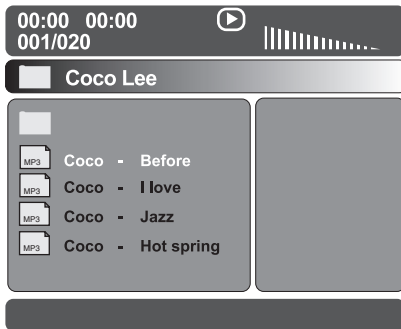 00:00 00:00
001/020
Coco Lee
MP3 Coco - Before
MP3 Coco - I love
MP3 Coco - Jazz
MP3 Coco - Hot spring